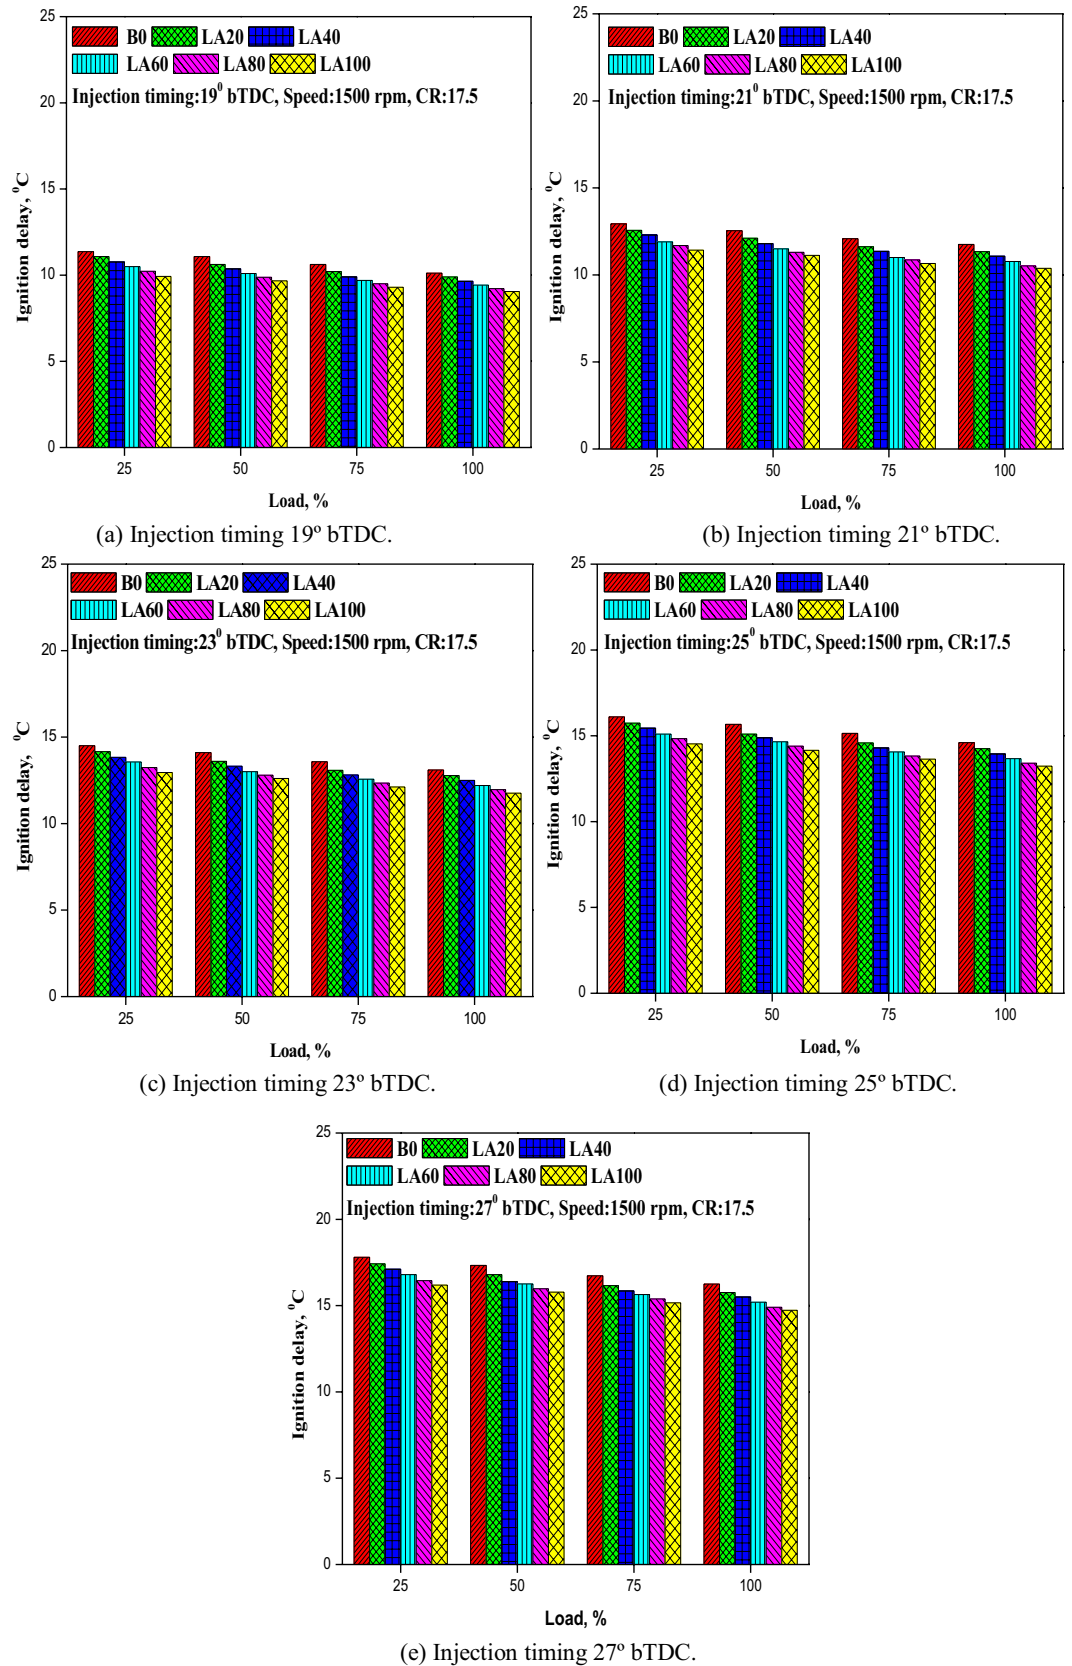 25
20
15
10
5
0
Ignition delay, ⁰C
B0 LA20 LA40
LA60 LA80 LA100
Injection timing:19⁰ bTDC, Speed:1500 rpm, CR:17.5
25 50 75 100
Load, %
(a) Injection timing 19º bTDC.
25
20
15
10
5
0
Ignition delay, ⁰C
B0 LA20 LA40
LA60 LA80 LA100
Injection timing:21⁰ bTDC, Speed:1500 rpm, CR:17.5
25 50 75 100
Load, %
(b) Injection timing 21º bTDC.
25
20
15
10
5
0
Ignition delay, ⁰C
B0 LA20 LA40
LA60 LA80 LA100
Injection timing:23⁰ bTDC, Speed:1500 rpm, CR:17.5
25 50 75 100
Load, %
(c) Injection timing 23º bTDC.
25
20
15
10
5
0
Ignition delay, ⁰C
B0 LA20 LA40
LA60 LA80 LA100
Injection timing:25⁰ bTDC, Speed:1500 rpm, CR:17.5
25 50 75 100
Load, %
(d) Injection timing 25º bTDC.
25
20
15
10
5
0
Ignition delay, ⁰C
B0 LA20 LA40
LA60 LA80 LA100
Injection timing:27⁰ bTDC, Speed:1500 rpm, CR:17.5
25 50 75 100
Load, %
(e) Injection timing 27º bTDC.